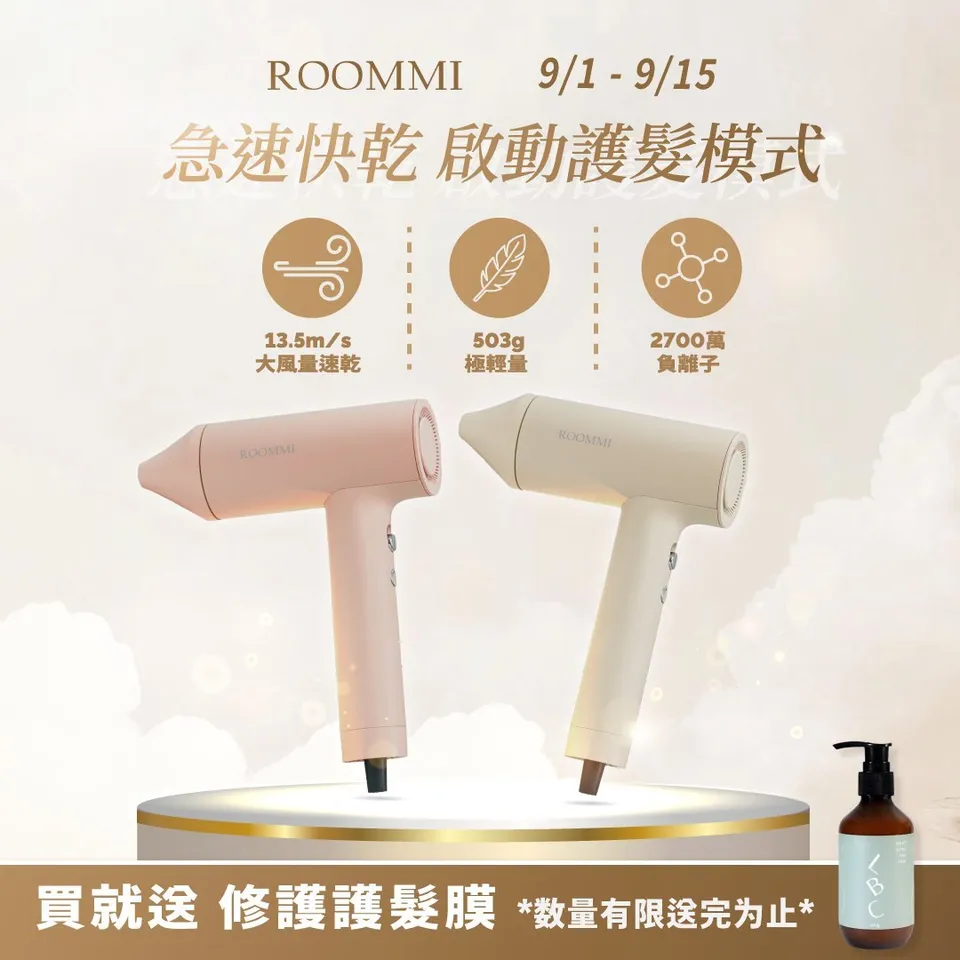 ROOMMI 9/1 - 9/15
急速快乾 啟動護髮模式
13.5m/s
大風量速乾
503g
極輕量
2700萬
負離子
ROOMMI
ROOMMI
LBC
買就送 修護護髮膜 *数量有限送完为止*